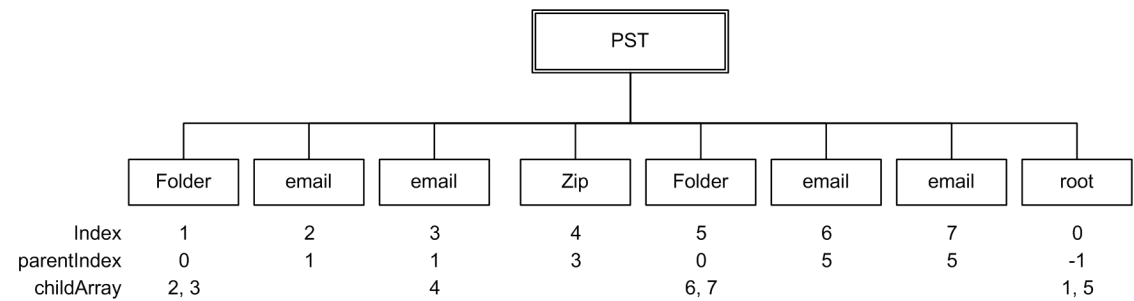 PST
Folder email email Zip Folder email email root
Index 1 2 3 4 5 6 7 0
parentIndex 0 1 1 3 0 5 5 -1
childArray 2, 3 4 6, 7 1, 5